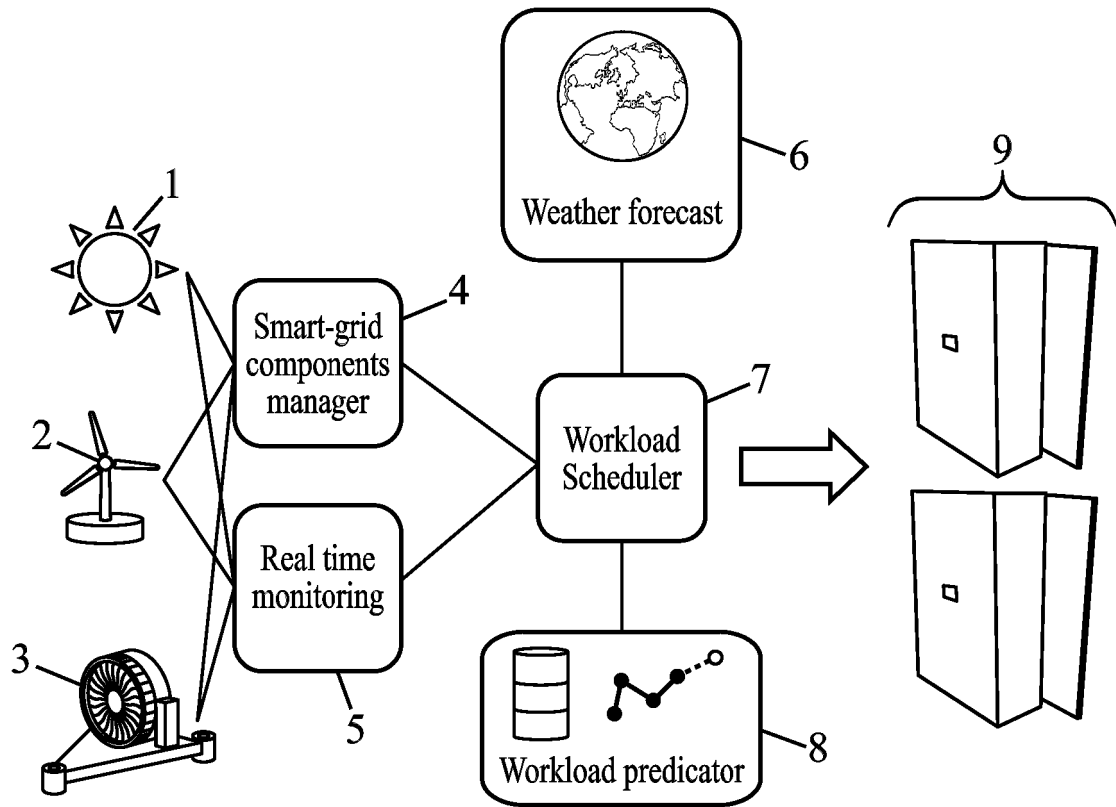 6
Weather forecast
9
1
Smart-grid
components
manager
4
2
7
Workload
Scheduler
Real time
monitoring
5
3
Workload predicator
8